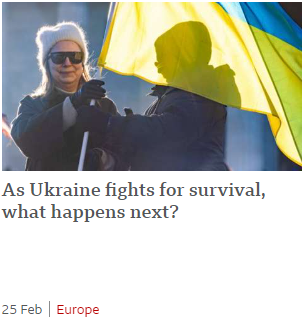 As Ukraine fights for survival,
what happens next?
25 Feb | Europe